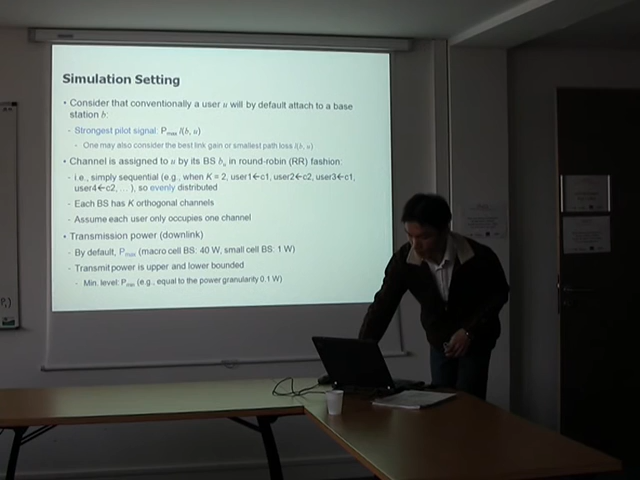 Simulation Setting
• Consider that conventionally a user u will by default attach to a base
station b:
- Strongest pilot signal: Pmax l(b, u)
- One may also consider the best link gain or smallest path loss l(b, u)
• Channel is assigned to u by its BS bu in round-robin (RR) fashion:
- i.e., simply sequential (e.g., when K = 2, user1←c1, user2←c2, user3←c1,
user4←c2, … ), so evenly distributed
- Each BS has K orthogonal channels
- Assume each user only occupies one channel
• Transmission power (downlink)
- By default, Pmax (macro cell BS: 40 W, small cell BS: 1 W)
- Transmit power is upper and lower bounded
- Min. level: Pmin (e.g., equal to the power granularity 0.1 W)